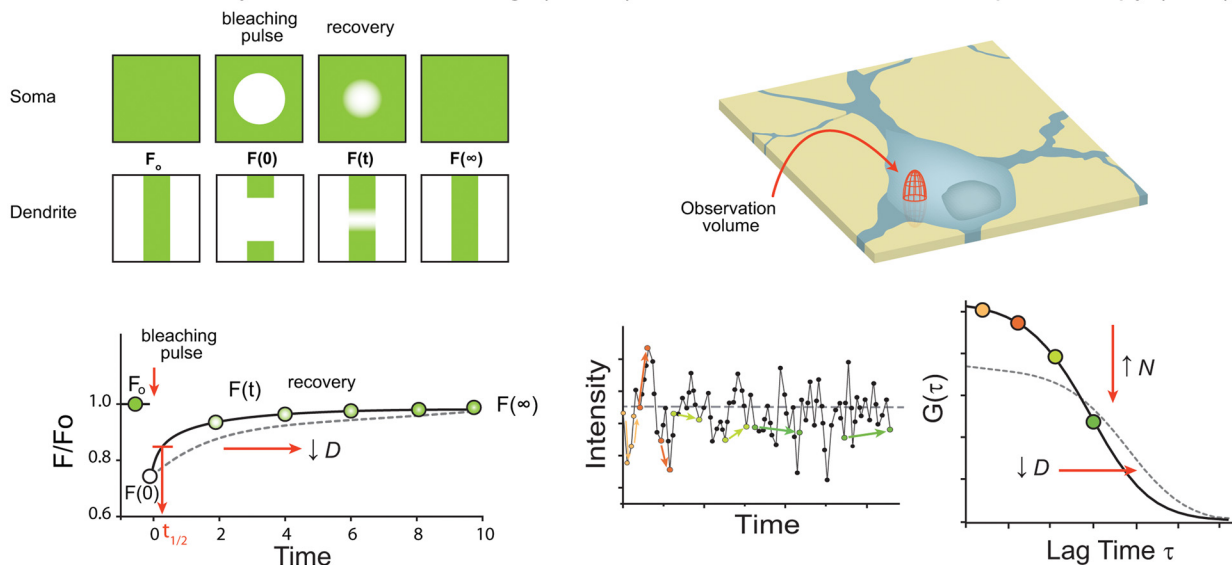 bleaching
pulse
recovery
Soma
Fo
F(0)
F(t)
F(∞)
Dendrite
Observation
volume
bleaching
pulse
Fo
F(t)
recovery
F(∞)
1.0
0.8
0.6
F/Fo
↓ D
F(0)
t1/2
0
2
4
6
8
10
Time
Intensity
Time
G(τ)
↑ N
↓ D
Lag Time τ